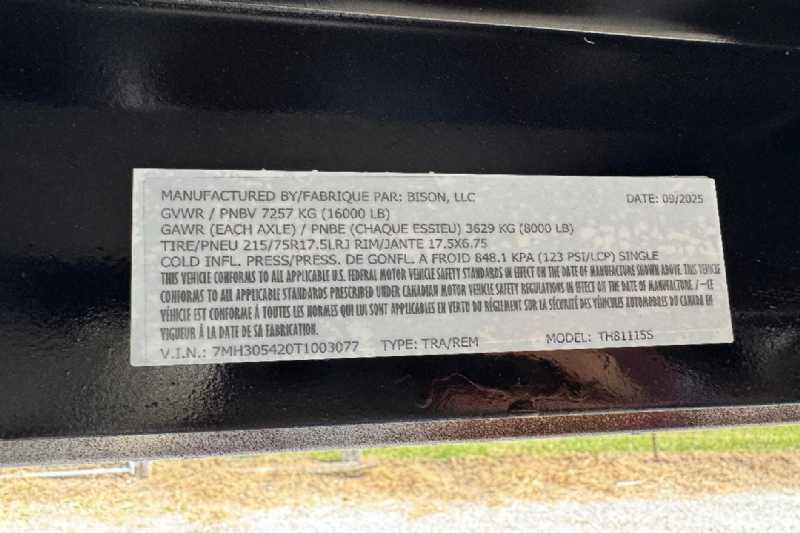 MANUFACTURED BY/FABRIQUE PAR: BISON, LLC DATE: 09/2025
GVWR / PNBV 7257 KG (16000 LB)
GAWR (EACH AXLE) / PNBE (CHAQUE ESSIEU) 3629 KG (8000 LB)
TIRE/PNEU 215/75R17.5LRJ RIM/JANTE 17.5X6.75
COLD INFL. PRESS/PRESS. DE GONFL. A FROID 848.1 KPA (123 PSI/LCP) SINGLE
THIS VEHICLE CONFORMS TO ALL APPLICABLE U.S. FEDERAL MOTOR VEHICLE SAFETY STANDARDS IN EFFECT ON THE DATE OF MANUFACTURE SHOWN ABOVE. THIS VEHICLE
CONFORMS TO ALL APPLICABLE STANDARDS PRESCRIBED UNDER CANADIAN MOTOR VEHICLE SAFETY REGULATIONS IN EFFECT ON DATE OF MANUFACTURE. /—CE
VÉHICLE EST CONFORME À TOUTES LES NORMES QUI LUI SONT APPLICABLES EN VERTU DU RÉGLEMENT SUR LA SÉCURITÉ DES VÉHICULES AUTOMOBILES DU CANADA EN
VIGUEUR À LA DATE DE SA FABRICATION.
V.I.N.: 7MH305420T1003077 TYPE: TRA/REM MODEL: TH81115S